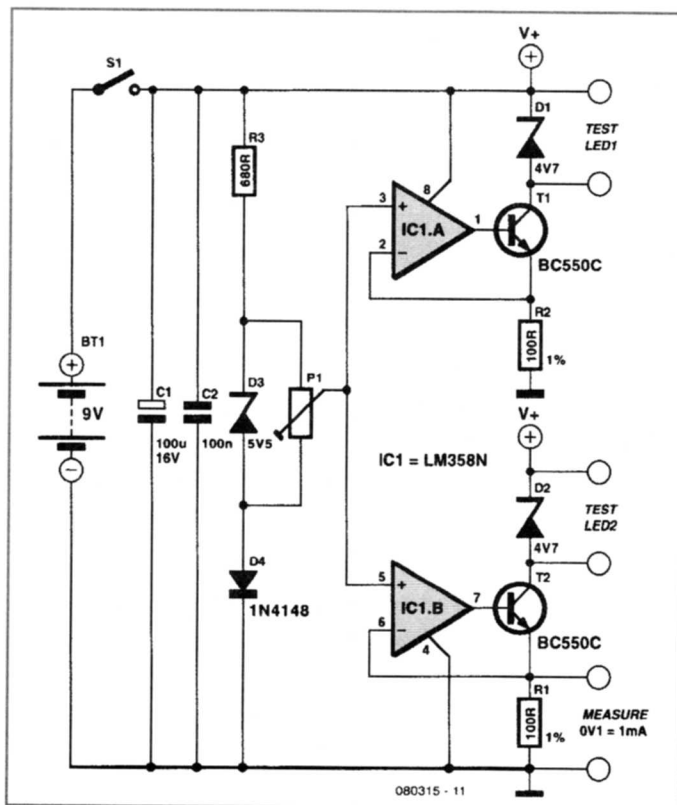 S1
V+
D1
TEST
LED1
4V7
R3
680R
8
3
+
IC1.A
1
2
−
T1
BC550C
R2
100R
1%
BT1
+
9V
−
C1
100u
16V
C2
100n
D3
5V5
P1
IC1 = LM358N
V+
D2
TEST
LED2
4V7
D4
1N4148
5
+
IC1.B
7
6
−
4
T2
BC550C
R1
100R
1%
MEASURE
0V1 = 1mA
080315 - 11